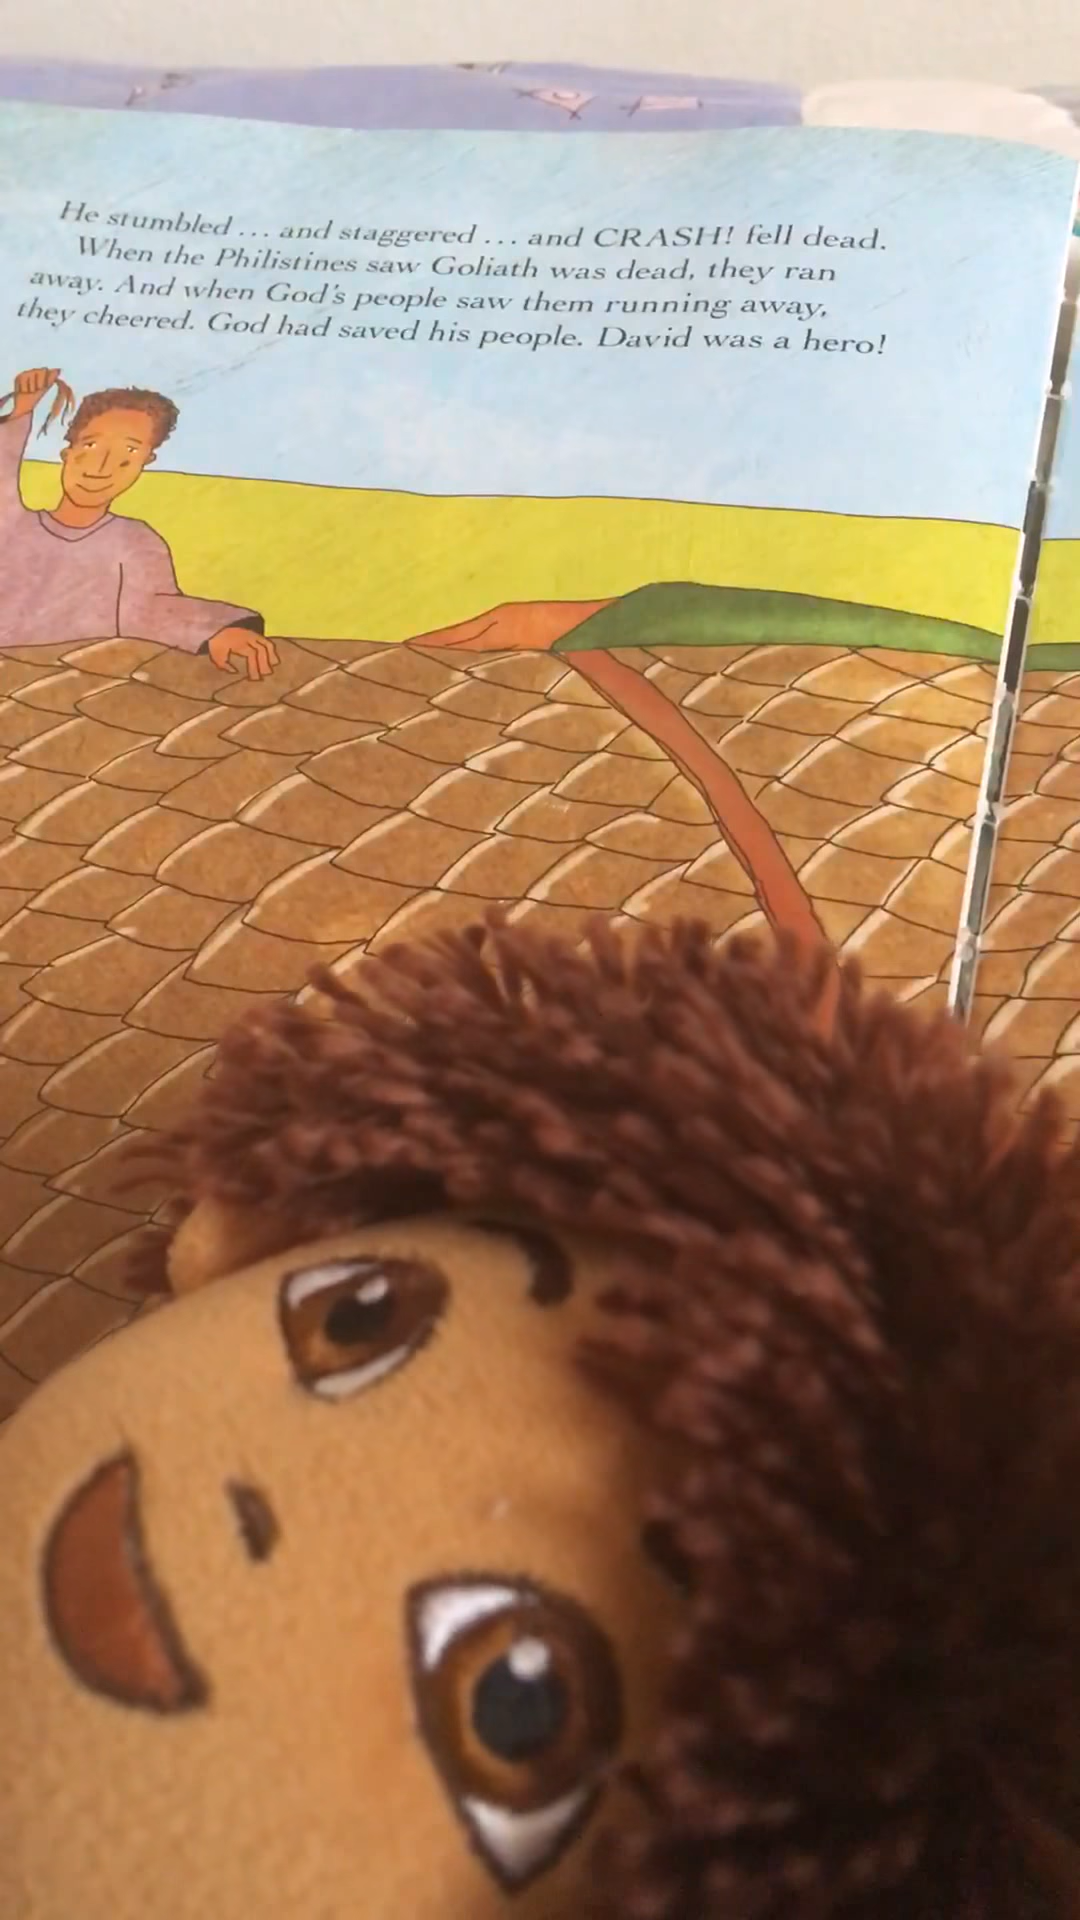 He stumbled ... and staggered ... and CRASH! fell dead.
When the Philistines saw Goliath was dead, they ran
away. And when God's people saw them running away,
they cheered. God had saved his people. David was a hero!